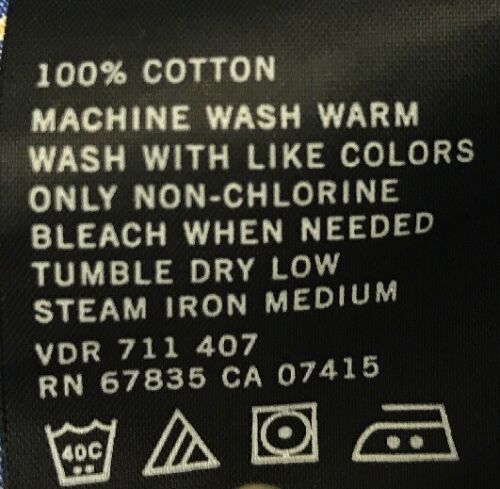 100% COTTON
MACHINE WASH WARM
WASH WITH LIKE COLORS
ONLY NON-CHLORINE
BLEACH WHEN NEEDED
TUMBLE DRY LOW
STEAM IRON MEDIUM
VDR 711 407
RN 67835 CA 07415
40C